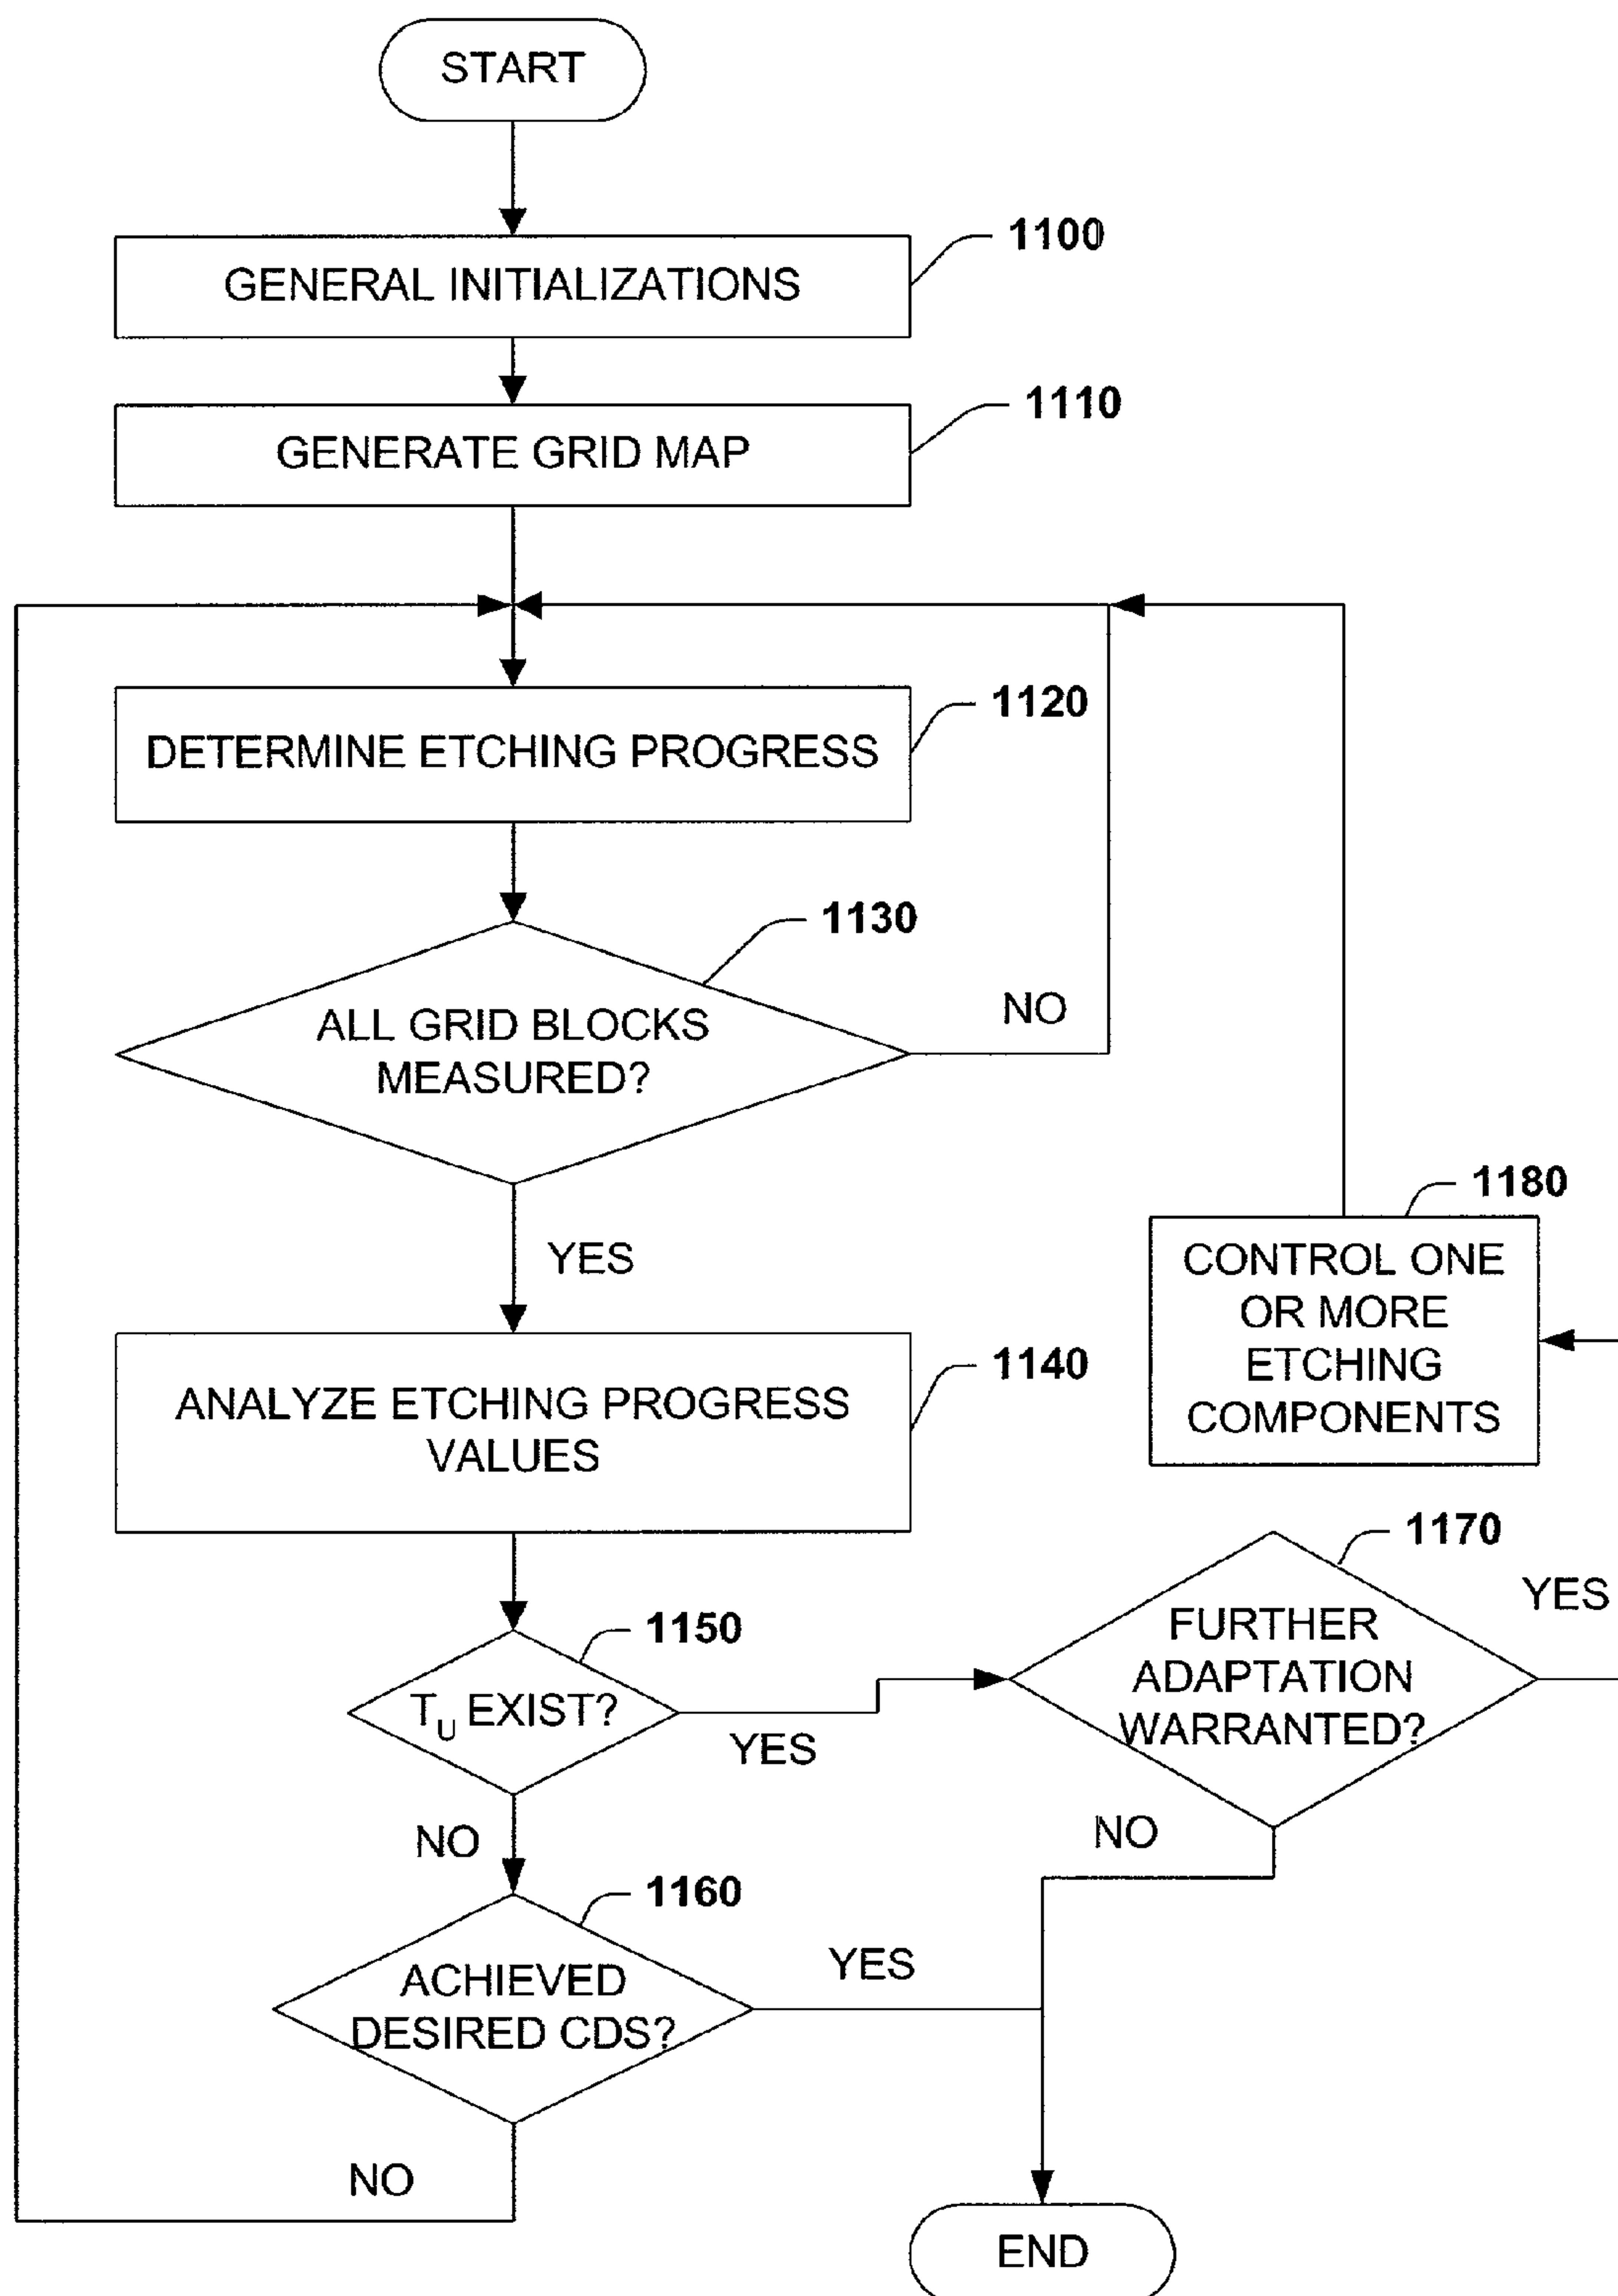 START
1100
GENERAL INITIALIZATIONS
1110
GENERATE GRID MAP
1120
DETERMINE ETCHING PROGRESS
1130
ALL GRID BLOCKS
MEASURED?
NO
YES
1180
CONTROL ONE
OR MORE
ETCHING
COMPONENTS
1140
ANALYZE ETCHING PROGRESS
VALUES
1170
FURTHER
ADAPTATION
WARRANTED?
YES
1150
TU EXIST?
YES
NO
NO
1160
ACHIEVED
DESIRED CDS?
YES
NO
END